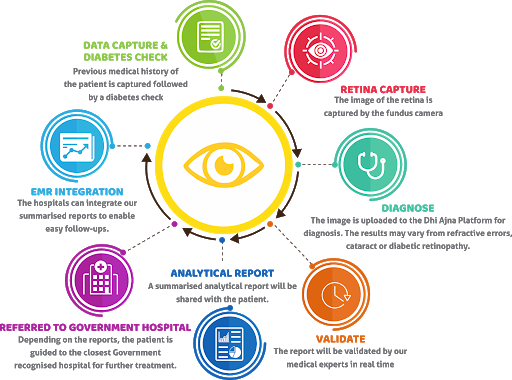 DATA CAPTURE &
DIABETES CHECK
Previous medical history of
the patient is captured followed
by a diabetes check
RETINA CAPTURE
The image of the retina is
captured by the fundus camera
DIAGNOSE
The image is uploaded to the Dhi Ajna Platform for
diagnosis. The results may vary from refractive errors,
cataract or diabetic retinopathy.
VALIDATE
The report will be validated by our
medical experts in real time
ANALYTICAL REPORT
A summarised analytical report will be
shared with the patient.
REFERRED TO GOVERNMENT HOSPITAL
Depending on the reports, the patient is
guided to the closest Government
recognised hospital for further treatment.
EMR INTEGRATION
The hospitals can integrate our
summarised reports to enable
easy follow-ups.